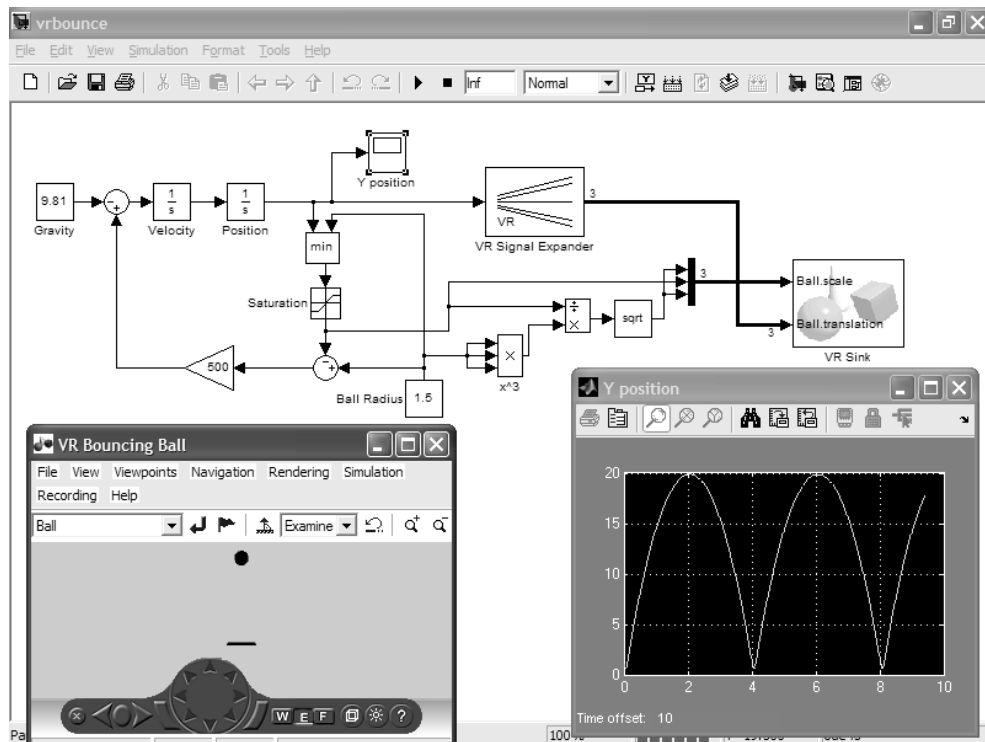 vrbounce
File Edit View Simulation Format Tools Help
Inf Normal
Y position
9.81
Gravity
1
s
Velocity
1
s
Position
VR
3
VR Signal Expander
min
Saturation
500
Ball Radius 1.5
x^3
÷
×
×
sqrt
3
3
Ball.scale
Ball.translation
VR Sink
VR Bouncing Ball
File View Viewpoints Navigation Rendering Simulation
Recording Help
Ball Examine
W E F ?
Y position
20
15
10
5
0
0 2 4 6 8 10
Time offset: 10